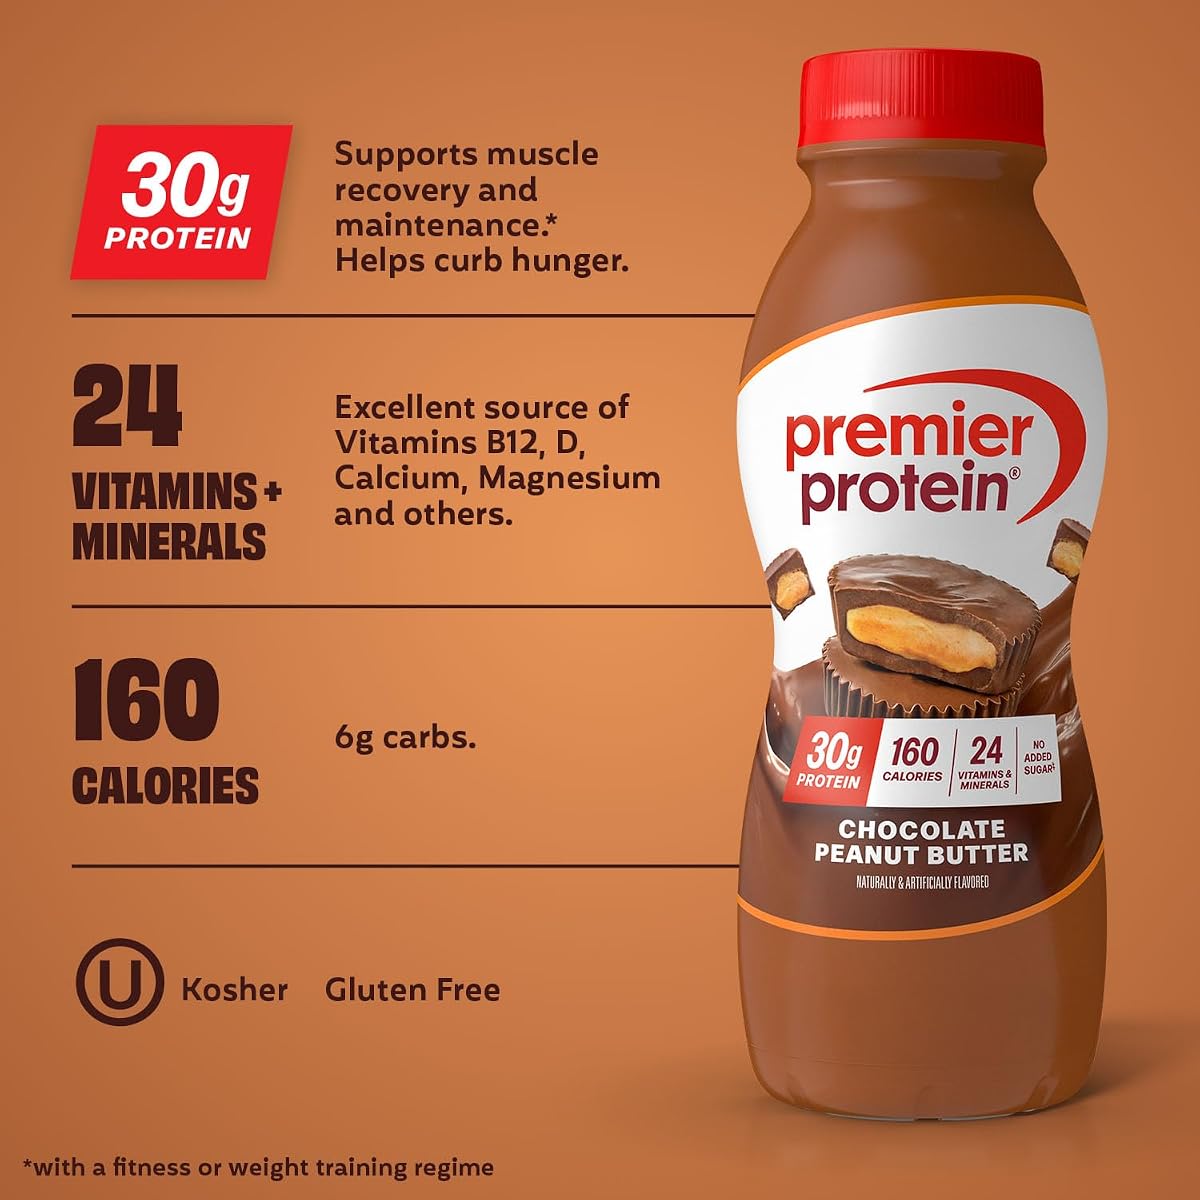 30g
PROTEIN
Supports muscle
recovery and
maintenance.*
Helps curb hunger.
24
VITAMINS +
MINERALS
Excellent source of
Vitamins B12, D,
Calcium, Magnesium
and others.
160
CALORIES
6g carbs.
U Kosher Gluten Free
*with a fitness or weight training regime
premier
protein®
30g
PROTEIN
160
CALORIES
24
VITAMINS &
MINERALS
NO
ADDED
SUGAR‡
CHOCOLATE
PEANUT BUTTER
NATURALLY & ARTIFICIALLY FLAVORED